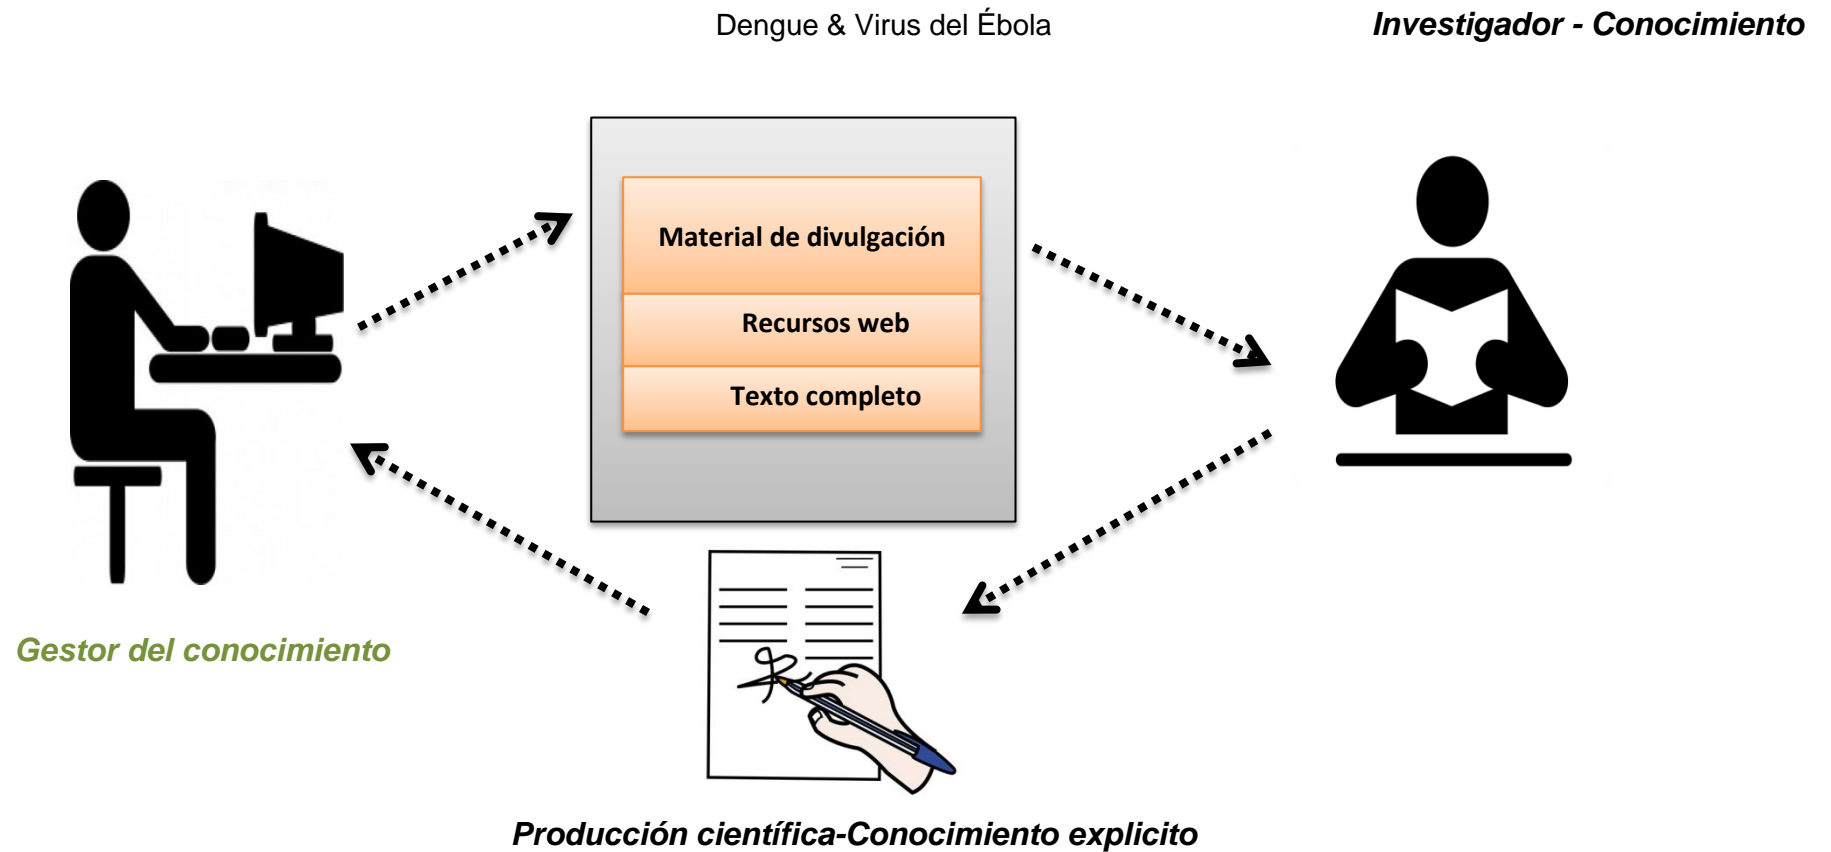 Dengue & Virus del Ébola
Investigador - Conocimiento
Material de divulgación
Recursos web
Texto completo
Gestor del conocimiento
Producción científica-Conocimiento explicito